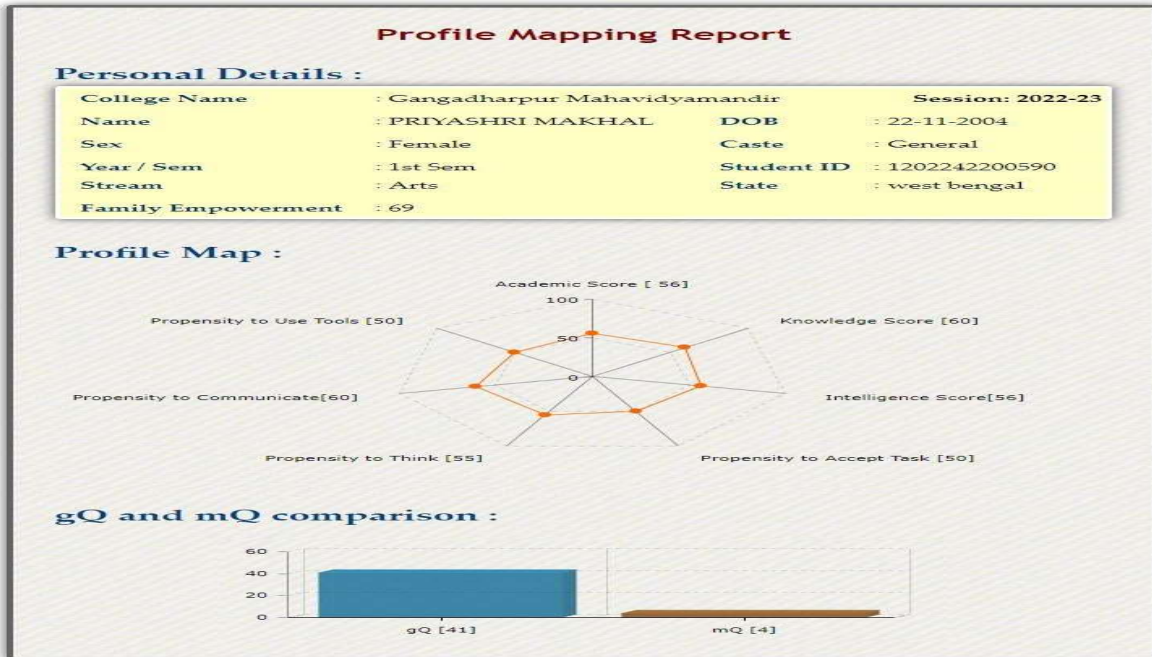 Profile Mapping Report
Personal Details :
College Name : Gangadharpur Mahavidyamandir Session: 2022-23
Name : PRIYASHRI MAKHAL DOB : 22-11-2004
Sex : Female Caste : General
Year / Sem : 1st Sem Student ID : 1202242200590
Stream : Arts State : west bengal
Family Empowerment : 69
Profile Map :
Academic Score [ 56]
100
Propensity to Use Tools [50] Knowledge Score [60]
50
0
Propensity to Communicate[60] Intelligence Score[56]
Propensity to Think [55] Propensity to Accept Task [50]
gQ and mQ comparison :
60
40
20
0
gQ [41] mQ [4]